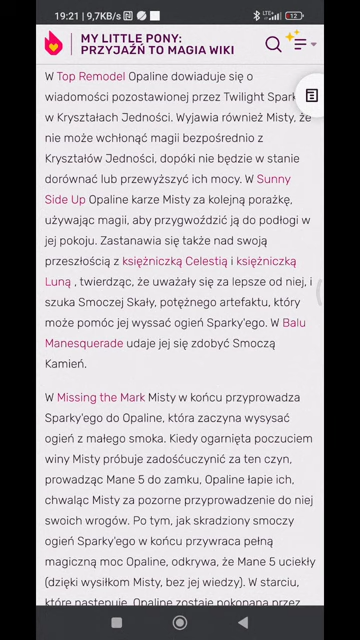 19:21 | 9,7KB/s
LTE
12
MY LITTLE PONY:
PRZYJAŹŃ TO MAGIA WIKI
W Top Remodel Opaline dowiaduje się o
wiadomości pozostawionej przez Twilight Spark
w Kryształach Jedności. Wyjawia również Misty, że
nie może wchłonąć magii bezpośrednio z
Kryształów Jedności, dopóki nie będzie w stanie
dorównać lub przewyższyć ich mocy. W Sunny
Side Up Opaline karze Misty za kolejną porażkę,
używając magii, aby przygwoździć ją do podłogi w
jej pokoju. Zastanawia się także nad swoją
przeszłością z księżniczką Celestią i księżniczką
Luną , twierdząc, że uważały się za lepsze od niej, i
szuka Smoczej Skały, potężnego artefaktu, który
może pomóc jej wyssać ogień Sparky'ego. W Balu
Manesquerade udaje jej się zdobyć Smoczą
Kamień.
W Missing the Mark Misty w końcu przyprowadza
Sparky'ego do Opaline, która zaczyna wysysać
ogień z małego smoka. Kiedy ogarnięta poczuciem
winy Misty próbuje zadośćuczynić za ten czyn,
prowadząc Mane 5 do zamku, Opaline łapie ich,
chwaląc Misty za pozorne przyprowadzenie do niej
swoich wrogów. Po tym, jak skradziony smoczy
ogień Sparky'ego w końcu przywraca pełną
magiczną moc Opaline, odkrywa, że Mane 5 uciekły
(dzięki wysiłkom Misty, bez jej wiedzy). W starciu,
które następuje, Opaline zostaje pokonana przez